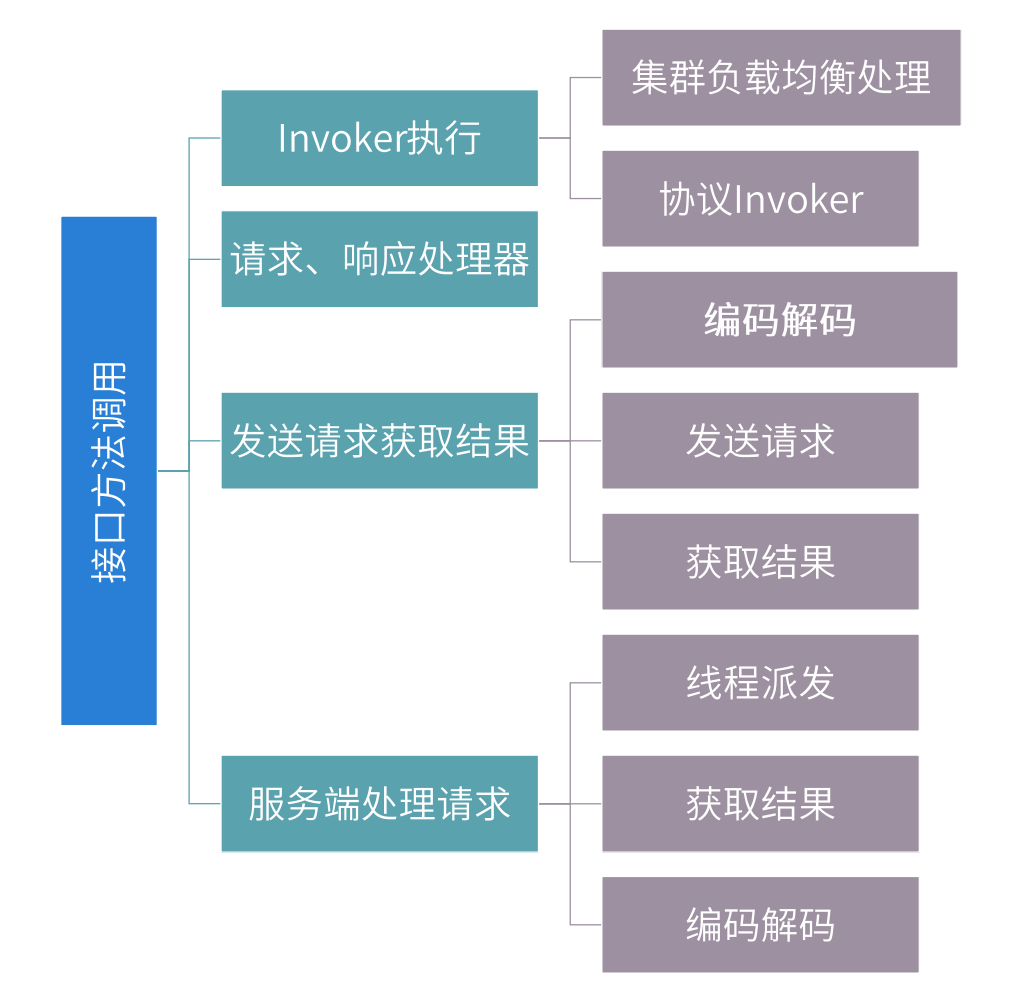 接口方法调用
Invoker执行
集群负载均衡处理
协议Invoker
请求、响应处理器
发送请求获取结果
编码解码
发送请求
获取结果
服务端处理请求
线程派发
获取结果
编码解码